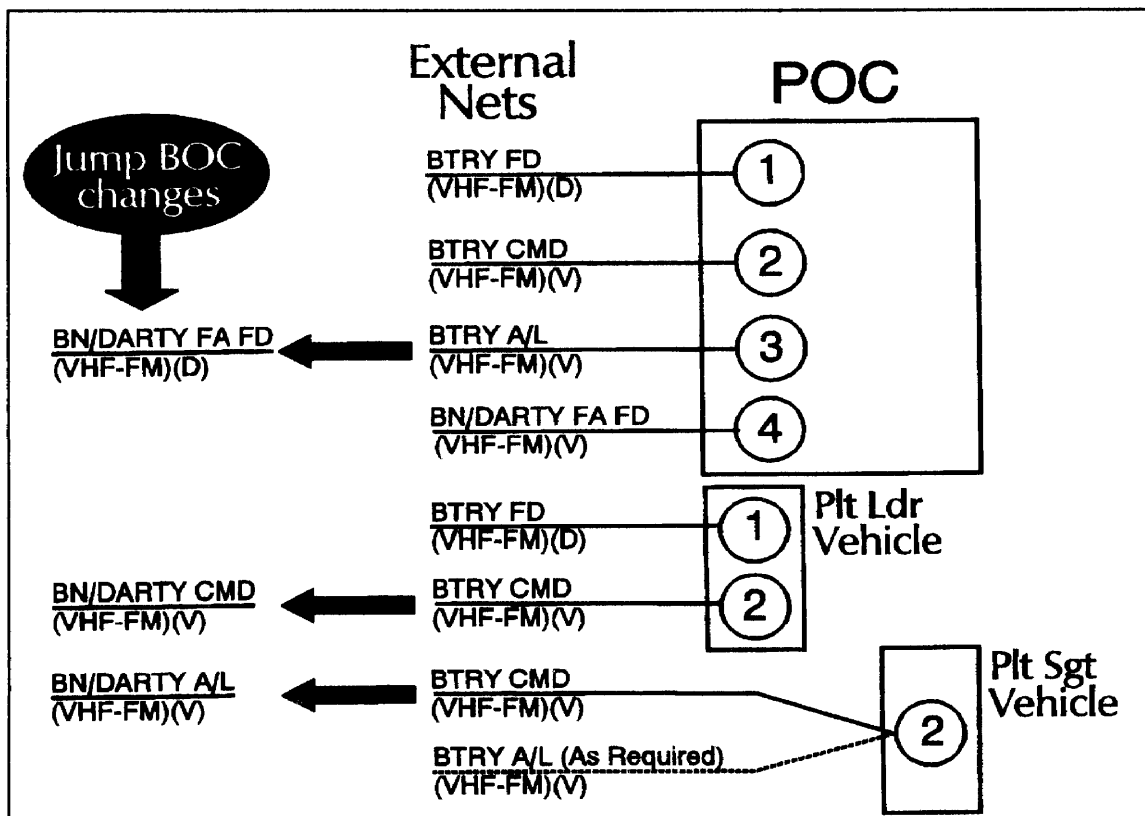 External
Nets
POC
Jump BOC
changes
BTRY FD
(VHF-FM)(D)
1
BTRY CMD
(VHF-FM)(V)
2
BN/DARTY FA FD
(VHF-FM)(D)
BTRY A/L
(VHF-FM)(V)
3
BN/DARTY FA FD
(VHF-FM)(V)
4
BTRY FD
(VHF-FM)(D)
1
Plt Ldr
Vehicle
BN/DARTY CMD
(VHF-FM)(V)
BTRY CMD
(VHF-FM)(V)
2
BN/DARTY A/L
(VHF-FM)(V)
BTRY CMD
(VHF-FM)(V)
Plt Sgt
Vehicle
2
BTRY A/L (As Required)
(VHF-FM)(V)